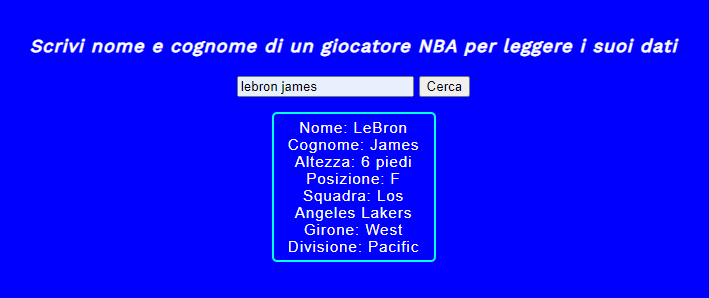 Scrivi nome e cognome di un giocatore NBA per leggere i suoi dati
lebron james Cerca
Nome: LeBron
Cognome: James
Altezza: 6 piedi
Posizione: F
Squadra: Los
Angeles Lakers
Girone: West
Divisione: Pacific